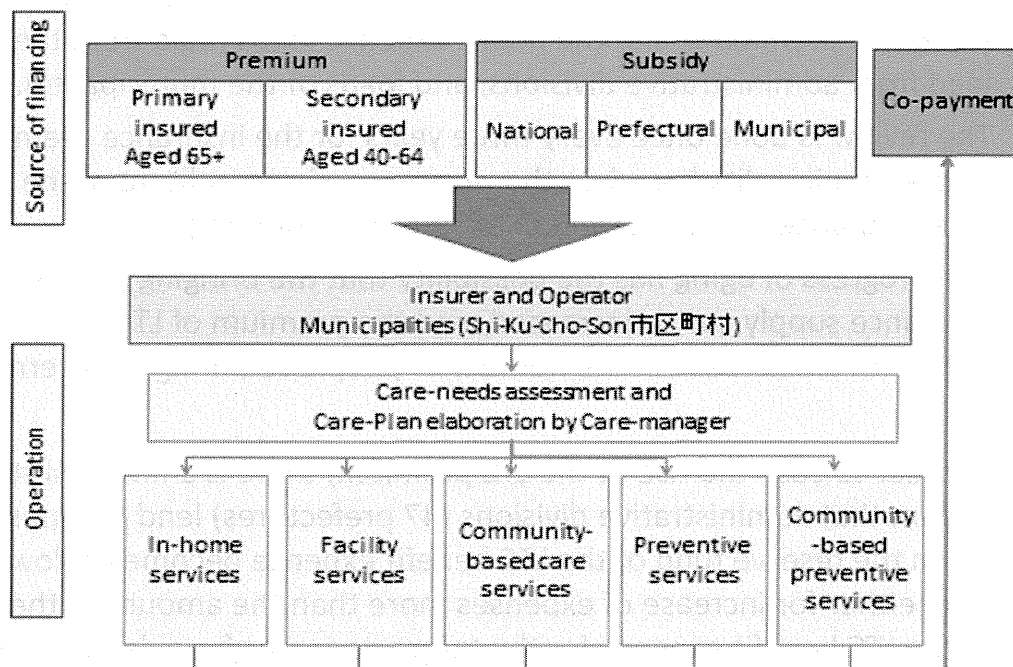 Source of financing
Premium
Primary
insured
Aged 65+
Secondary
insured
Aged 40-64
Subsidy
National
Prefectural
Municipal
Co-payment
Operation
Insurer and Operator
Municipalities (Shi-Ku-Cho-Son 市区町村)
Care-needs assessment and
Care-Plan elaboration by Care-manager
In-home
services
Facility
services
Community-
based care
services
Preventive
services
Community
-based
preventive
services